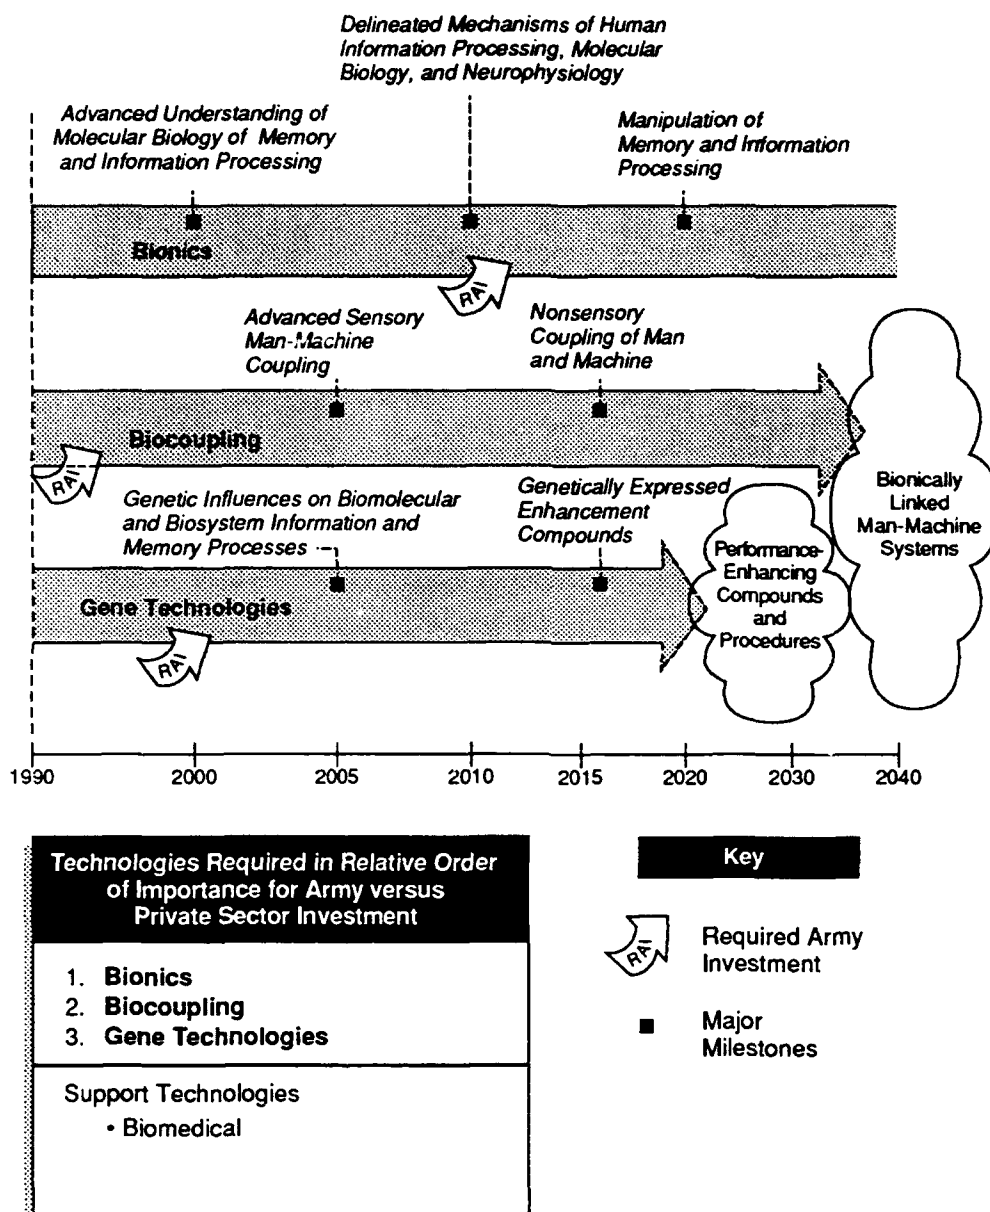 Delineated Mechanisms of Human
Information Processing, Molecular
Biology, and Neurophysiology
Advanced Understanding of
Molecular Biology of Memory
and Information Processing
Manipulation of
Memory and Information
Processing
Bionics
RAI
Advanced Sensory
Man-Machine
Coupling
Nonsensory
Coupling of Man
and Machine
Biocoupling
RAI
Genetic Influences on Biomolecular
and Biosystem Information and
Memory Processes
Genetically Expressed
Enhancement
Compounds
Bionically
Linked
Man-Machine
Systems
Performance-
Enhancing
Compounds
and
Procedures
Gene Technologies
RAI
1990 2000 2005 2010 2015 2020 2030 2040
Technologies Required in Relative Order
of Importance for Army versus
Private Sector Investment
1. Bionics
2. Biocoupling
3. Gene Technologies
Support Technologies
• Biomedical
Key
RAI
Required Army
Investment
Major
Milestones